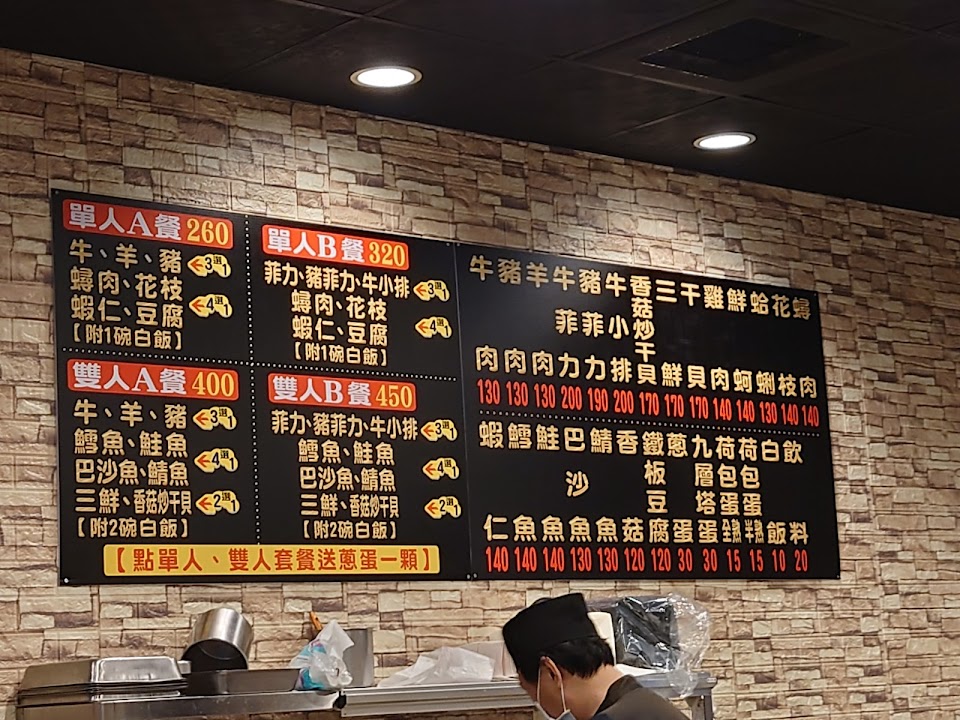 單人A餐 260
牛、羊、豬 3選1
蟳肉、花枝
蝦仁、豆腐 4選1
【附1碗白飯】
單人B餐 320
菲力、豬菲力、牛小排 3選1
蟳肉、花枝
蝦仁、豆腐 4選1
【附1碗白飯】
雙人A餐 400
牛、羊、豬 3選1
鱈魚、鮭魚
巴沙魚、鯖魚 4選1
三鮮、香菇炒干貝 2選1
【附2碗白飯】
雙人B餐 450
菲力、豬菲力、牛小排 3選1
鱈魚、鮭魚
巴沙魚、鯖魚 4選1
三鮮、香菇炒干貝 2選1
【附2碗白飯】
【點單人、雙人套餐送蔥蛋一顆】
牛肉 130
豬肉 130
羊肉 130
牛菲力 200
豬菲力 190
牛小排 200
香菇炒干貝 170
三鮮 170
干貝 170
雞肉 140
鮮蚵 140
蛤蜊 130
花枝 140
蟳肉 140
蝦仁 140
鱈魚 140
鮭魚 140
巴沙魚 130
鯖魚 130
香菇 120
鐵板豆腐 120
蔥蛋 30
九層塔蛋 30
荷包蛋全熟 15
荷包蛋半熟 15
白飯 10
飲料 20